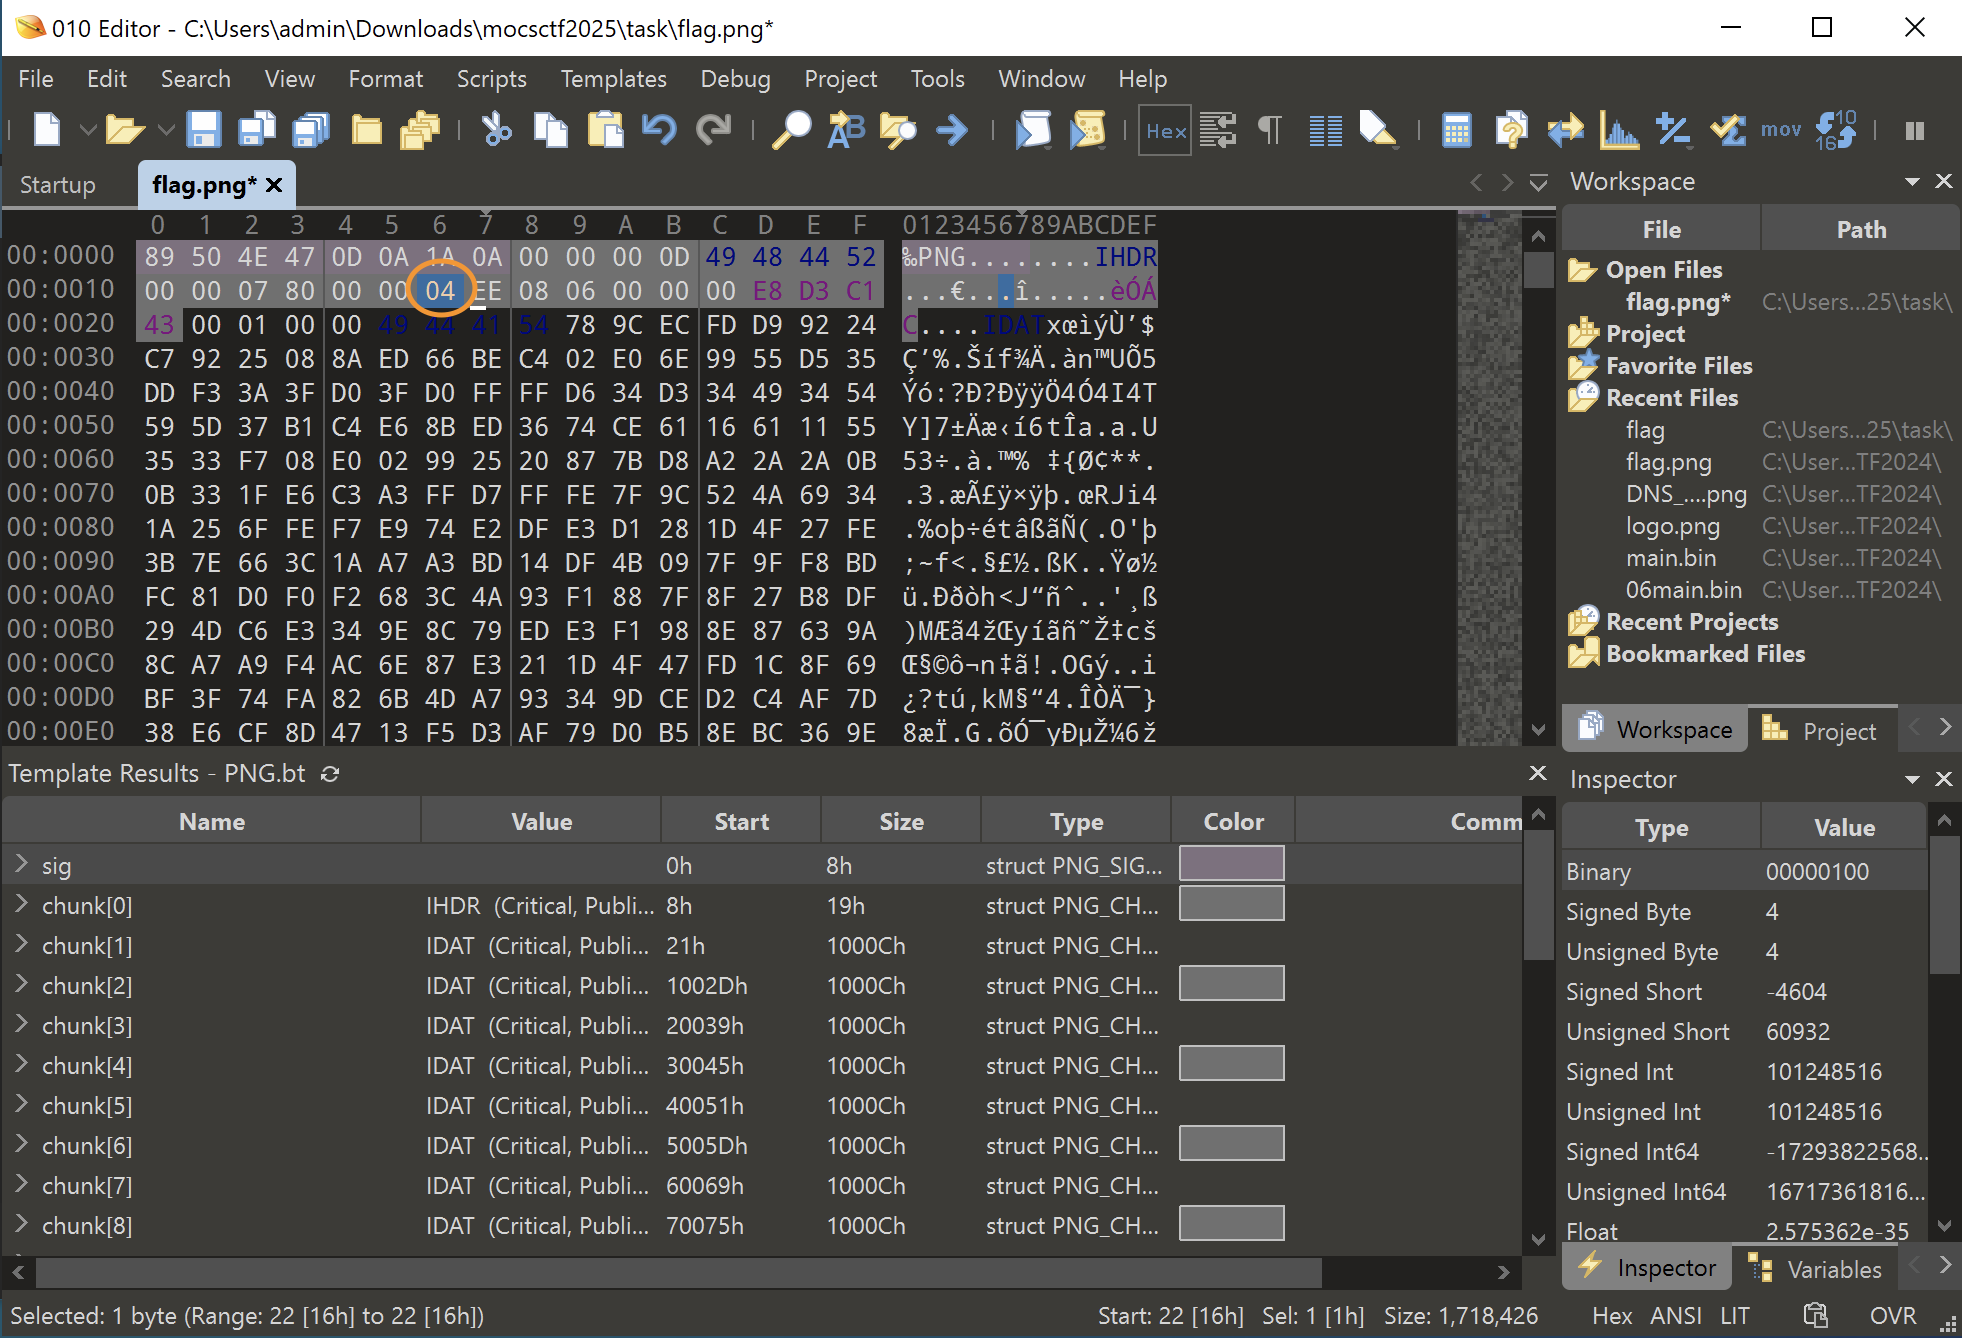 010 Editor - C:\Users\admin\Downloads\mocsctf2025\task\flag.png*
File Edit Search View Format Scripts Templates Debug Project Tools Window Help
Hex mov 10 16
Startup flag.png*
0 1 2 3 4 5 6 7 8 9 A B C D E F 0123456789ABCDEF
00:0000 89 50 4E 47 0D 0A 1A 0A 00 00 00 0D 49 48 44 52 ‰PNG........IHDR
00:0010 00 00 07 80 00 00 04 EE 08 06 00 00 00 E8 D3 C1 ...€...î.....èÓÁ
00:0020 43 00 01 00 00 49 44 41 54 78 9C EC FD D9 92 24 C....IDATxœìýÙ’$
00:0030 C7 92 25 08 8A ED 66 BE C4 02 E0 6E 99 55 D5 35 Ç’%.Šíf¾Ä.àn™UÕ5
00:0040 DD F3 3A 3F D0 3F D0 FF FF D6 34 D3 34 49 34 54 Ýó:?Ð?ÐÿÿÖ4Ó4I4T
00:0050 59 5D 37 B1 C4 E6 8B ED 36 74 CE 61 16 61 11 55 Y]7±Äæ‹í6tÎa.a.U
00:0060 35 33 F7 08 E0 02 99 25 20 87 7B D8 A2 2A 2A 0B 53÷.à.™% ‡{Ø¢**.
00:0070 0B 33 1F E6 C3 A3 FF D7 FF FE 7F 9C 52 4A 69 34 .3.æÃ£ÿ×ÿþ.œRJi4
00:0080 1A 25 6F FE F7 E9 74 E2 DF E3 D1 28 1D 4F 27 FE .%oþ÷étâßãÑ(.O'þ
00:0090 3B 7E 66 3C 1A A7 A3 BD 14 DF 4B 09 7F 9F F8 BD ;~f<.§£½.ßK..Ÿø½
00:00A0 FC 81 D0 F0 F2 68 3C 4A 93 F1 88 7F 8F 27 B8 DF ü.Ððòh<J“ñˆ..'¸ß
00:00B0 29 4D C6 E3 34 9E 8C 79 ED E3 F1 98 8E 87 63 9A )MÆã4žŒyíãñ˜Ž‡cš
00:00C0 8C A7 A9 F4 AC 6E 87 E3 21 1D 4F 47 FD 1C 8F 69 Œ§©ô¬n‡ã!.OGý..i
00:00D0 BF 3F 74 FA 82 6B 4D A7 93 34 9D CE D2 C4 AF 7D ¿?tú‚kM§“4.ÎÒÄ¯}
00:00E0 38 E6 CF 8D 47 13 F5 D3 AF 79 D0 B5 8E BC 36 9E 8æÏ.G.õÓ¯yÐµŽ¼6ž
Workspace
File Path
Open Files
flag.png* C:\Users...25\task\
Project
Favorite Files
Recent Files
flag C:\Users...25\task\
flag.png C:\User...TF2024\
DNS_....png C:\User...TF2024\
logo.png C:\User...TF2024\
main.bin C:\User...TF2024\
06main.bin C:\User...TF2024\
Recent Projects
Bookmarked Files
Workspace Project
Template Results - PNG.bt
Name Value Start Size Type Color Comm
sig 0h 8h struct PNG_SIG...
chunk[0] IHDR (Critical, Publi... 8h 19h struct PNG_CH...
chunk[1] IDAT (Critical, Publi... 21h 1000Ch struct PNG_CH...
chunk[2] IDAT (Critical, Publi... 1002Dh 1000Ch struct PNG_CH...
chunk[3] IDAT (Critical, Publi... 20039h 1000Ch struct PNG_CH...
chunk[4] IDAT (Critical, Publi... 30045h 1000Ch struct PNG_CH...
chunk[5] IDAT (Critical, Publi... 40051h 1000Ch struct PNG_CH...
chunk[6] IDAT (Critical, Publi... 5005Dh 1000Ch struct PNG_CH...
chunk[7] IDAT (Critical, Publi... 60069h 1000Ch struct PNG_CH...
chunk[8] IDAT (Critical, Publi... 70075h 1000Ch struct PNG_CH...
Inspector
Type Value
Binary 00000100
Signed Byte 4
Unsigned Byte 4
Signed Short -4604
Unsigned Short 60932
Signed Int 101248516
Unsigned Int 101248516
Signed Int64 -17293822568...
Unsigned Int64 16717361816...
Float 2.575362e-35
Inspector Variables
Selected: 1 byte (Range: 22 [16h] to 22 [16h]) Start: 22 [16h] Sel: 1 [1h] Size: 1,718,426 Hex ANSI LIT OVR